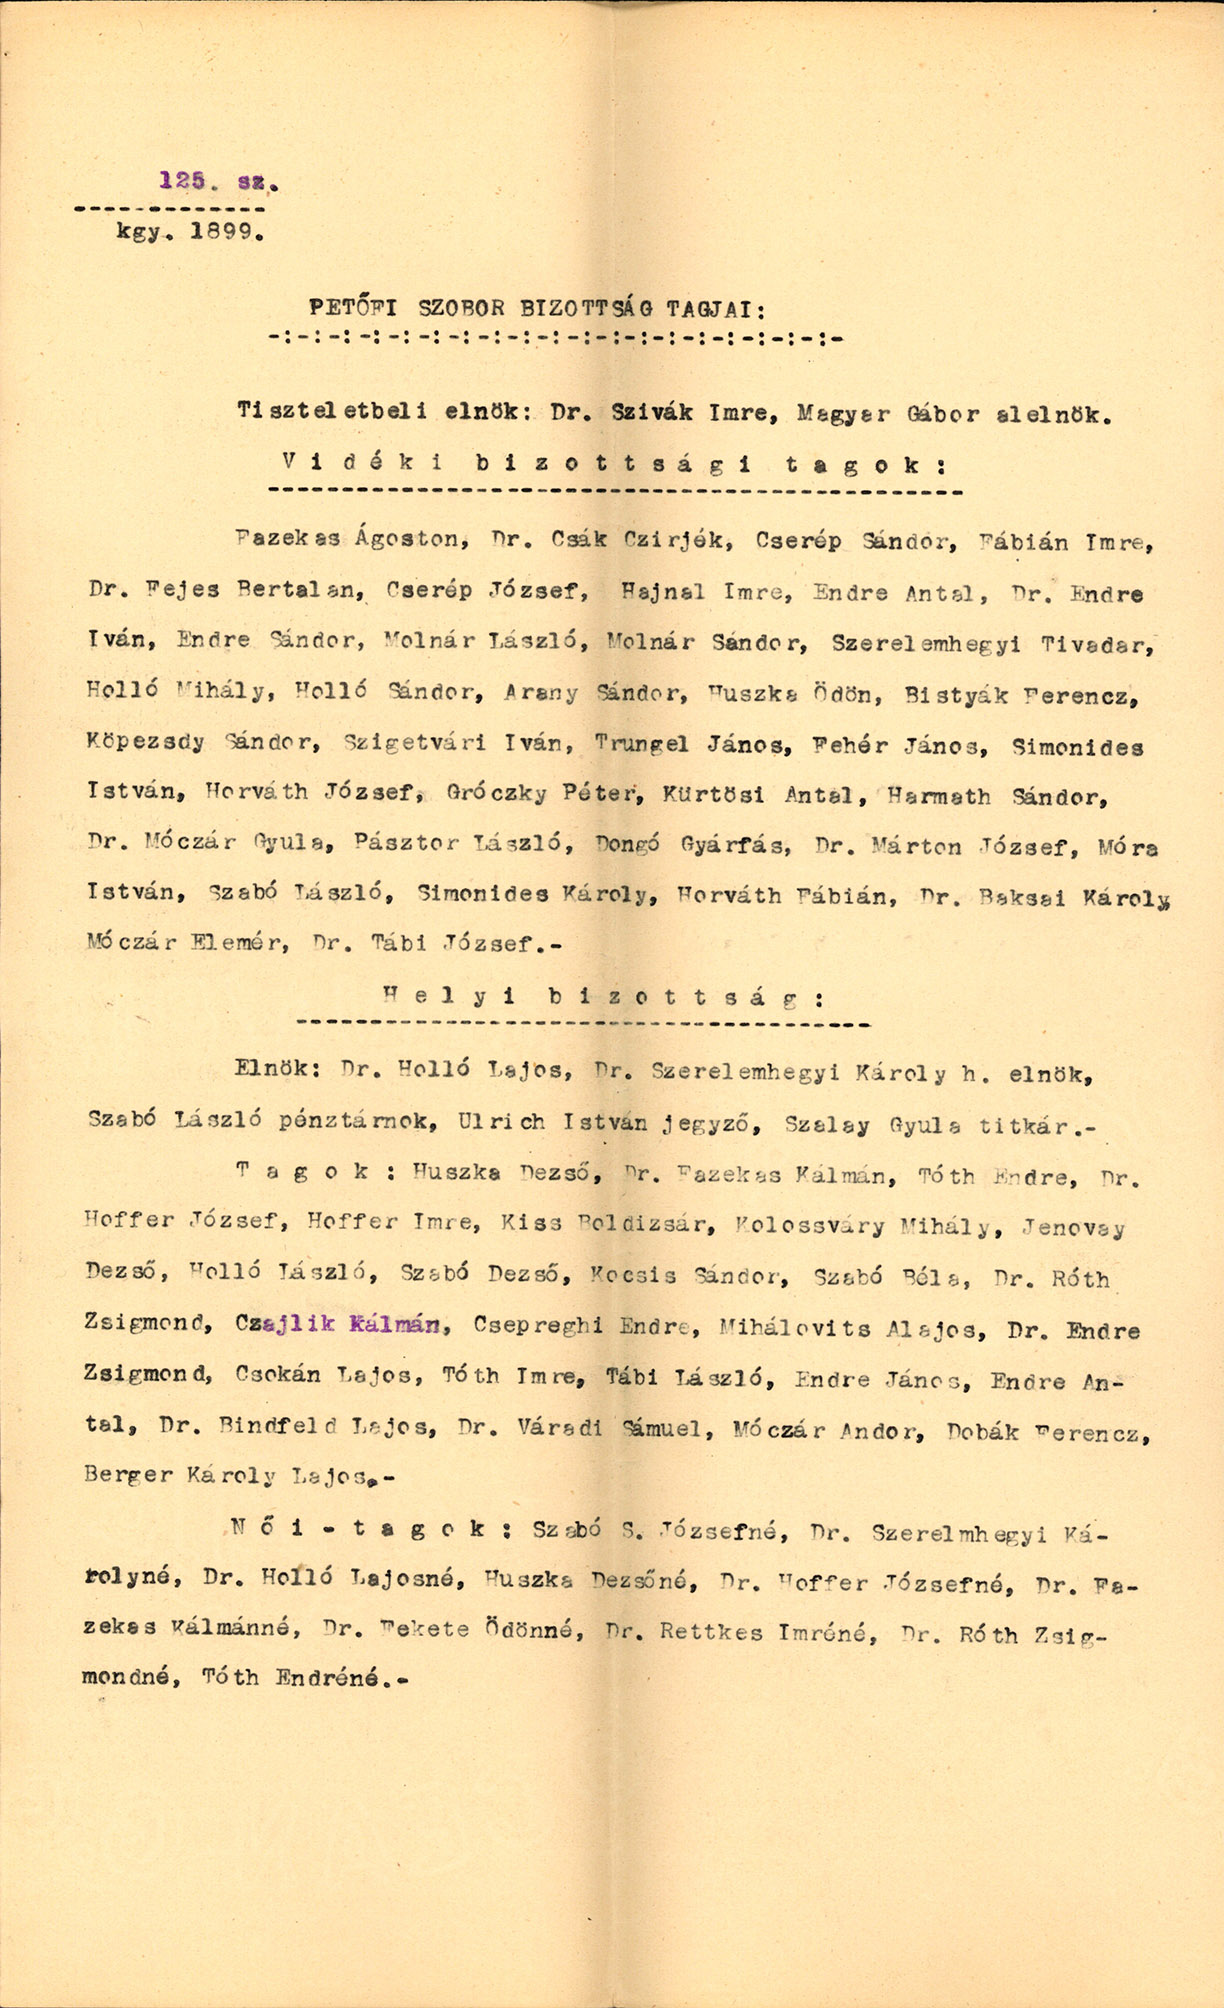 125. sz.
kgy. 1899.
PETŐFI SZOBOR BIZOTTSÁG TAGJAI:
-:-:-:-:-:-:-:-:-:-:-:-:-:-:-:-:-:-:-:-
Tiszteletbeli elnök: Dr. Szivák Imre, Magyar Gábor alelnök.
Vidéki bizottsági tagok:
Fazekas Ágoston, Dr. Csák Czirjék, Cserép Sándor, Fábián Imre,
Dr. Fejes Bertalan, Cserép József, Hajnal Imre, Endre Antal, Dr. Endre
Iván, Endre Sándor, Molnár László, Molnár Sándor, Szerelemhegyi Tivadar,
Holló Mihály, Holló Sándor, Arany Sándor, Huszka Ödön, Bistyák Ferencz,
Köpezsdy Sándor, Szigetvári Iván, Trungel János, Fehér János, Simonides
István, Horváth József, Gróczky Péter, Kürtösi Antal, Harmath Sándor,
Dr. Móczár Gyula, Pásztor László, Dongó Gyárfás, Dr. Márton József, Móra
István, Szabó László, Simonides Károly, Horváth Fábián, Dr. Baksai Károly,
Móczár Elemér, Dr. Tábi József.-
Helyi bizottság:
Elnök: Dr. Holló Lajos, Dr. Szerelemhegyi Károly h. elnök,
Szabó László pénztárnok, Ulrich István jegyző, Szalay Gyula titkár.-
Tagok: Huszka Dezső, Dr. Fazekas Kálmán, Tóth Endre, Dr.
Hoffer József, Hoffer Imre, Kiss Boldizsár, Kolossváry Mihály, Jenovay
Dezső, Holló László, Szabó Dezső, Kocsis Sándor, Szabó Béla, Dr. Róth
Zsigmond, Czajlik Kálmán, Csepreghi Endre, Mihálovits Alajos, Dr. Endre
Zsigmond, Csokán Lajos, Tóth Imre, Tábi László, Endre János, Endre An-
tal, Dr. Bindfeld Lajos, Dr. Váradi Sámuel, Móczár Andor, Dobák Ferencz,
Berger Károly Lajos.-
Női-tagok: Szabó S. Józsefné, Dr. Szerelmhegyi Ká-
rolyné, Dr. Holló Lajosné, Huszka Dezsőné, Dr. Hoffer Józsefné, Dr. Fa-
zekas Kálmánné, Dr. Fekete Ödönné, Dr. Rettkes Imréné, Dr. Róth Zsig-
mondné, Tóth Endréné.-